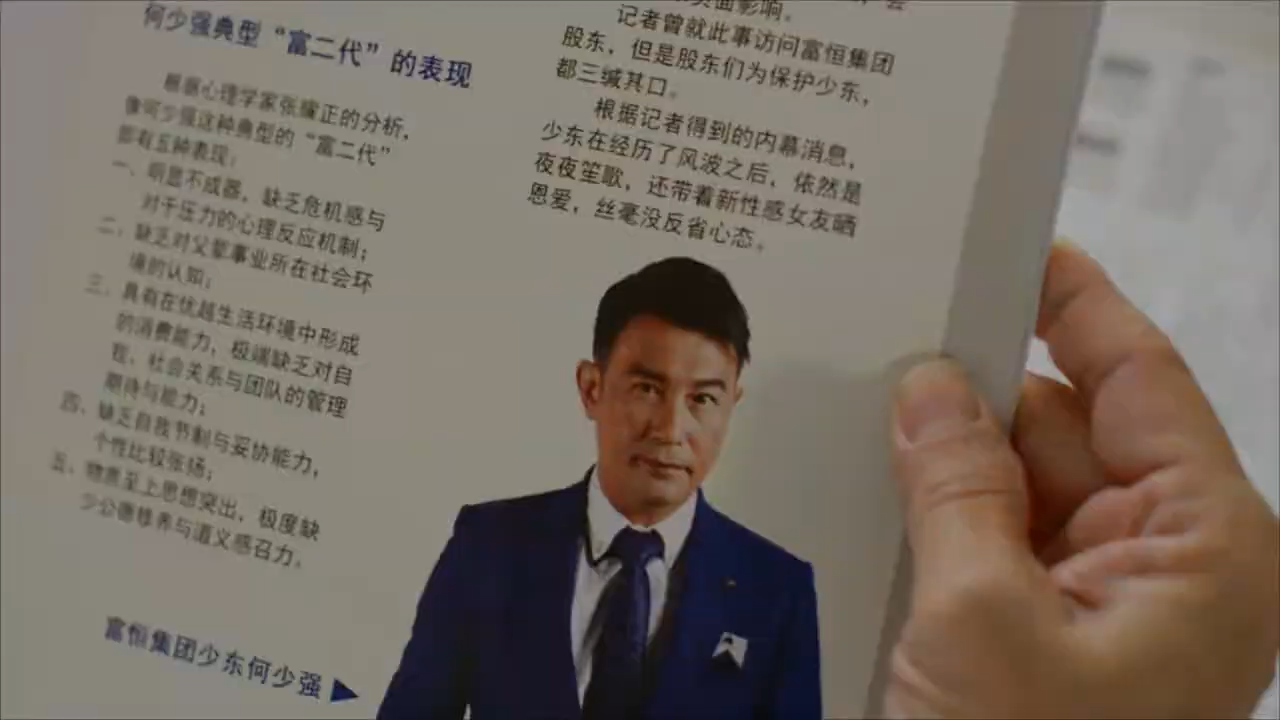 何少强典型“富二代”的表现
根据心理学家张耀正的分析，
像何少强这种典型的“富二代”
即有五种表现：
一、明显不成器，缺乏危机感与
对于压力的心理反应机制；
二、缺乏对父辈事业所在社会环
境的认知；
三、具有在优越生活环境中形成
的消费能力，极端缺乏对自
我、社会关系与团队的管理
期待与能力；
四、缺乏自我节制与妥协能力，
个性比较张扬；
五、物质至上思想突出，极度缺
少公德修养与道义感召力。
富恒集团少东何少强
面影响。
记者曾就此事访问富恒集团
股东，但是股东们为保护少东，
都三缄其口。
根据记者得到的内幕消息，
少东在经历了风波之后，依然是
夜夜笙歌，还带着新性感女友晒
恩爱，丝毫没反省心态。